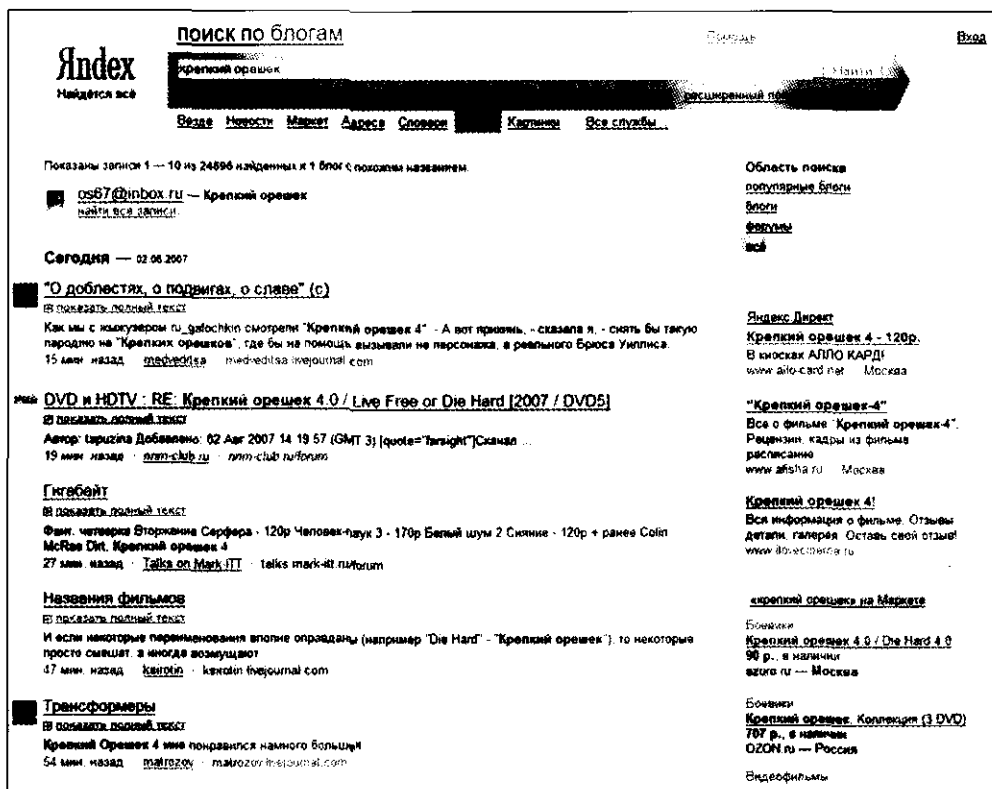 поиск по блогам
Помощь
Вход
Яndex
Найдётся всё
крепкий орешек
Найти
расширенный по
Везде Новости Маркет Адреса Словари Картинки Все службы...
Показаны записи 1 — 10 из 24696 найденных и 1 блог с похожим названием.
os67@inbox.ru — Крепкий орешек
найти все записи
Сегодня — 02.08.2007
"О доблестях, о подвигах, о славе" (с)
показать полный текст
Как мы с жыжузером ru_gafochkin смотрели "Крепкий орешек 4" - А вот прикинь, - сказала я, - снять бы такую
пародию на "Крепких орешков", где бы на помощь вызывали не персонажа, а реального Брюса Уиллиса.
15 мин. назад · medveditsa · medveditsa.livejournal.com
DVD и HDTV : RE: Крепкий орешек 4.0 / Live Free or Die Hard [2007 / DVD5]
показать полный текст
Автор: tapuzina Добавлено: 02 Авг 2007 14 19 57 (GMT 3) [quote="farsight"]Скачал ...
19 мин. назад · nnm-club.ru · nnm-club.ru/forum
Гигабайт
показать полный текст
Фант. четверка Вторжение Серфера - 120р Человек-паук 3 - 170р Белый шум 2 Сияние - 120р + ранее Colin
McRae Dirt, Крепкий орешек 4
27 мин. назад · Talks on Mark-ITT · talks.mark-itt.ru/forum
Названия фильмов
показать полный текст
И если некоторые переименования вполне оправданы (например "Die Hard" - "Крепкий орешек"), то некоторые
просто смешат, а иногда возмущают
47 мин. назад · keirotin · keirotin.livejournal.com
Трансформеры
показать полный текст
Крепкий Орешек 4 мне понравился намного больше
54 мин. назад · matrozov · matrozov.livejournal.com
Область поиска
популярные блоги
блоги
форумы
всё
Яндекс.Директ
Крепкий орешек 4 - 120р.
В киосках АЛЛО КАРД!
www.allo-card.net Москва
"Крепкий орешек-4"
Все о фильме "Крепкий орешек-4".
Рецензии, кадры из фильма
расписание
www.afisha.ru Москва
Крепкий орешек 4!
Вся информация о фильме. Отзывы
детали, галерея. Оставь свой отзыв!
www.ilovecinema.ru
«крепкий орешек» на Маркете
Боевики
Крепкий орешек 4.0 / Die Hard 4.0
90 р., в наличии
azuro.ru — Москва
Боевики
Крепкий орешек. Коллекция (3 DVD)
707 р., в наличии
OZON.ru — Россия
Видеофильмы